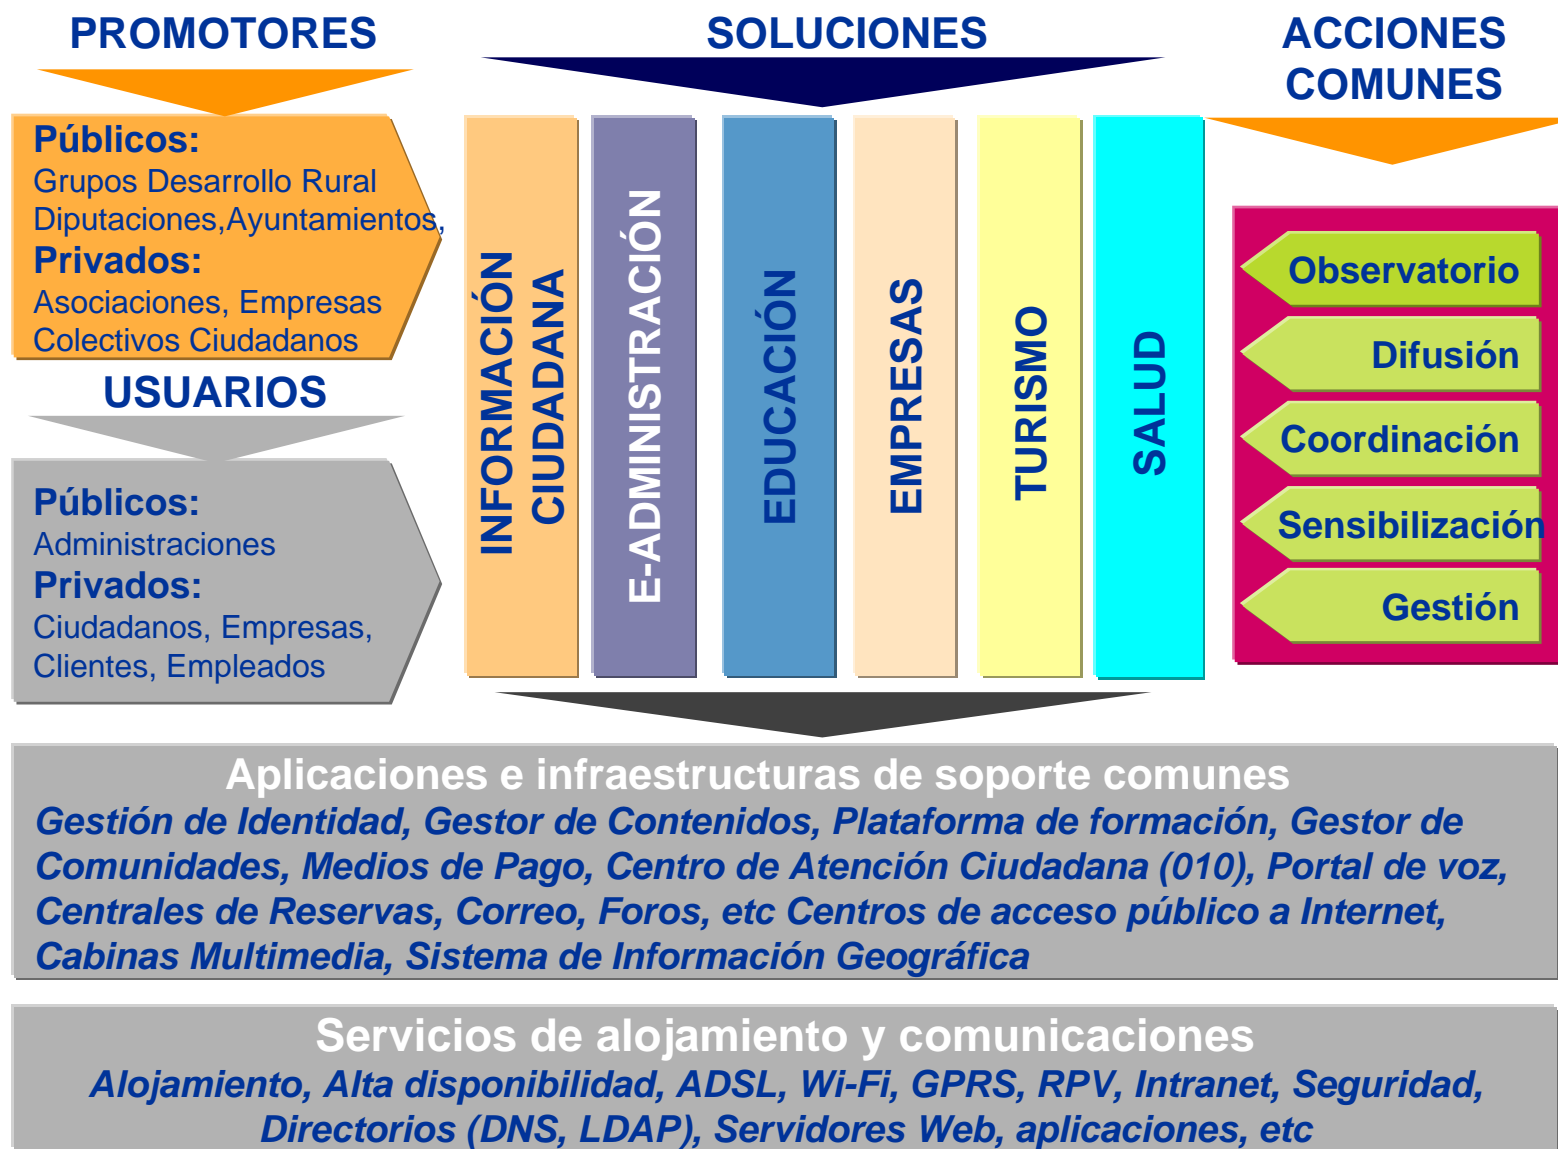 PROMOTORES
Públicos:
Grupos Desarrollo Rural
Diputaciones,Ayuntamientos,
Privados:
Asociaciones, Empresas
Colectivos Ciudadanos
USUARIOS
Públicos:
Administraciones
Privados:
Ciudadanos, Empresas,
Clientes, Empleados
SOLUCIONES
INFORMACIÓN
CIUDADANA
E-ADMINISTRACIÓN
EDUCACIÓN
EMPRESAS
TURISMO
SALUD
ACCIONES
COMUNES
Observatorio
Difusión
Coordinación
Sensibilización
Gestión
Aplicaciones e infraestructuras de soporte comunes
Gestión de Identidad, Gestor de Contenidos, Plataforma de formación, Gestor de
Comunidades, Medios de Pago, Centro de Atención Ciudadana (010), Portal de voz,
Centrales de Reservas, Correo, Foros, etc Centros de acceso público a Internet,
Cabinas Multimedia, Sistema de Información Geográfica
Servicios de alojamiento y comunicaciones
Alojamiento, Alta disponibilidad, ADSL, Wi-Fi, GPRS, RPV, Intranet, Seguridad,
Directorios (DNS, LDAP), Servidores Web, aplicaciones, etc